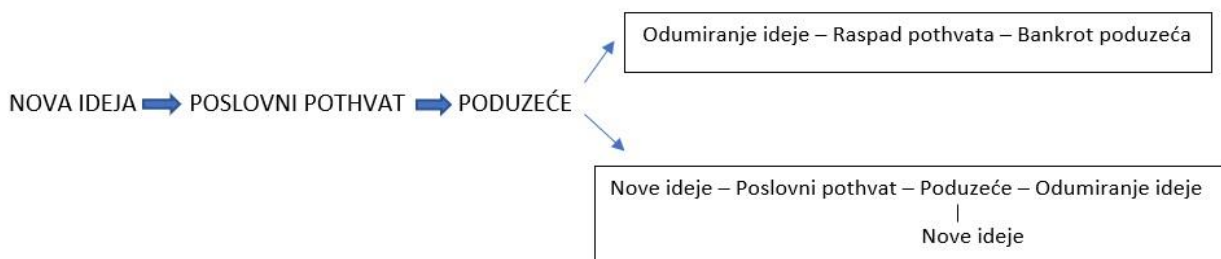 Odumiranje ideje – Raspad pothvata – Bankrot poduzeća
NOVA IDEJA POSLOVNI POTHVAT PODUZEĆE
Nove ideje – Poslovni pothvat – Poduzeće – Odumiranje ideje
Nove ideje